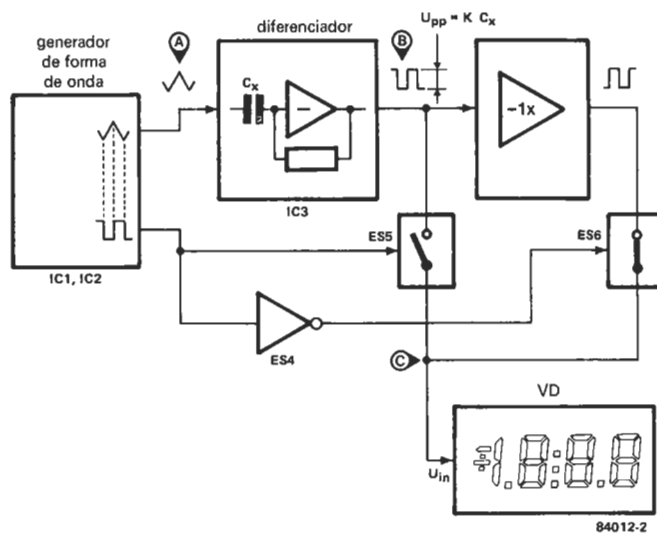 generador
de forma
de onda
A
diferenciador
B
Upp = K Cx
Cx
−
−1x
IC3
IC1, IC2
ES5
ES6
ES4
C
VD
Uin
÷1.8:8.8
84012-2